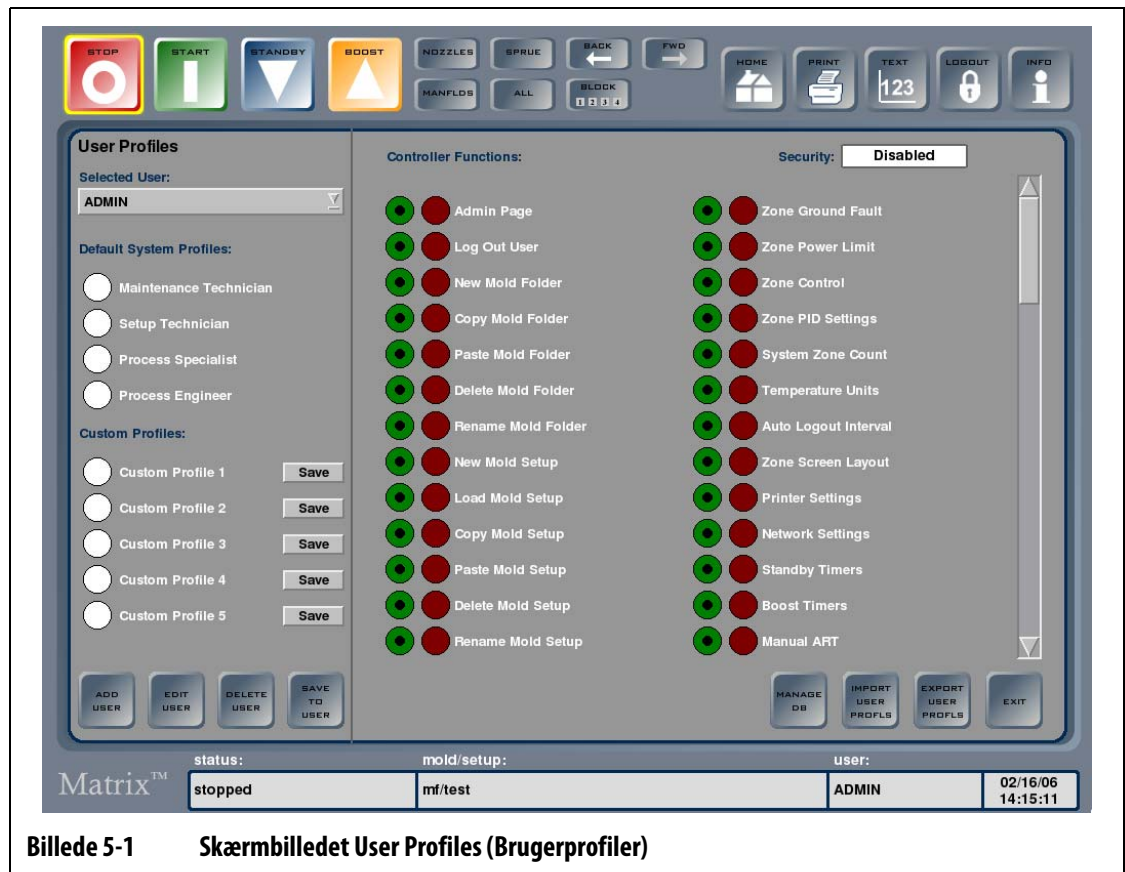 STOP
START
STANDBY
BOOST
NOZZLES
SPRUE
BACK
FWD
MANFLDS
ALL
BLOCK
1 2 3 4
HOME
PRINT
TEXT
123
LOGOUT
INFO
User Profiles
Selected User:
ADMIN
Default System Profiles:
Maintenance Technician
Setup Technician
Process Specialist
Process Engineer
Custom Profiles:
Custom Profile 1 Save
Custom Profile 2 Save
Custom Profile 3 Save
Custom Profile 4 Save
Custom Profile 5 Save
ADD USER
EDIT USER
DELETE USER
SAVE TO USER
Controller Functions:
Security: Disabled
Admin Page
Log Out User
New Mold Folder
Copy Mold Folder
Paste Mold Folder
Delete Mold Folder
Rename Mold Folder
New Mold Setup
Load Mold Setup
Copy Mold Setup
Paste Mold Setup
Delete Mold Setup
Rename Mold Setup
Zone Ground Fault
Zone Power Limit
Zone Control
Zone PID Settings
System Zone Count
Temperature Units
Auto Logout Interval
Zone Screen Layout
Printer Settings
Network Settings
Standby Timers
Boost Timers
Manual ART
MANAGE DB
IMPORT USER PROFLS
EXPORT USER PROFLS
EXIT
Matrix™
status:
stopped
mold/setup:
mf/test
user:
ADMIN
02/16/06
14:15:11
Billede 5-1 Skærmbilledet User Profiles (Brugerprofiler)